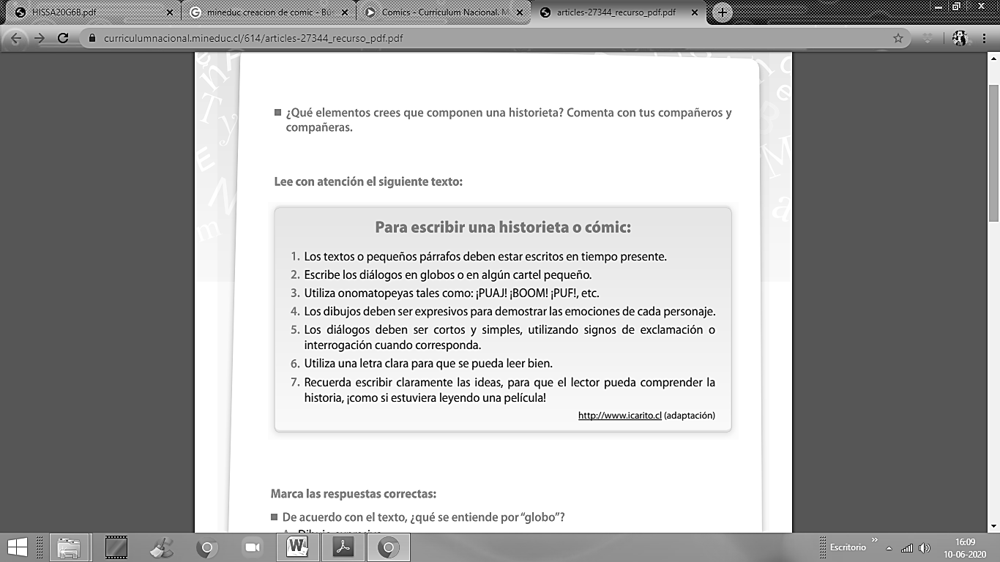 HISSA20G6B.pdf
mineduc creacion de comic - Bús
Comics - Curriculum Nacional. M
articles-27344_recurso_pdf.pdf
curriculumnacional.mineduc.cl/614/articles-27344_recurso_pdf.pdf
¿Qué elementos crees que componen una historieta? Comenta con tus compañeros y
compañeras.
Lee con atención el siguiente texto:
Para escribir una historieta o cómic:
1. Los textos o pequeños párrafos deben estar escritos en tiempo presente.
2. Escribe los diálogos en globos o en algún cartel pequeño.
3. Utiliza onomatopeyas tales como: ¡PUAJ! ¡BOOM! ¡PUF!, etc.
4. Los dibujos deben ser expresivos para demostrar las emociones de cada personaje.
5. Los diálogos deben ser cortos y simples, utilizando signos de exclamación o
interrogación cuando corresponda.
6. Utiliza una letra clara para que se pueda leer bien.
7. Recuerda escribir claramente las ideas, para que el lector pueda comprender la
historia, ¡como si estuviera leyendo una película!
http://www.icarito.cl (adaptación)
Marca las respuestas correctas:
De acuerdo con el texto, ¿qué se entiende por “globo”?
Escritorio
16:09
10-06-2020